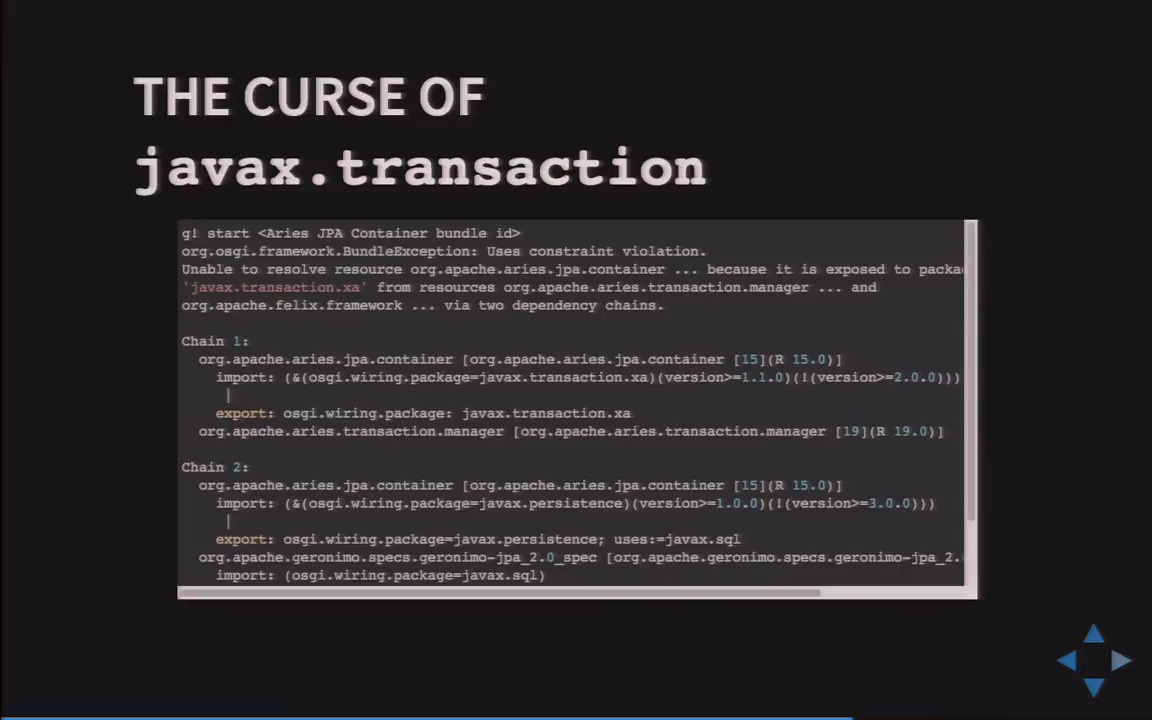 THE CURSE OF
javax.transaction
g! start <Aries JPA Container bundle id>
org.osgi.framework.BundleException: Uses constraint violation.
Unable to resolve resource org.apache.aries.jpa.container ... because it is exposed to packa
'javax.transaction.xa' from resources org.apache.aries.transaction.manager ... and
org.apache.felix.framework ... via two dependency chains.
Chain 1:
org.apache.aries.jpa.container [org.apache.aries.jpa.container [15](R 15.0)]
import: (&(osgi.wiring.package=javax.transaction.xa)(version>=1.1.0)(!(version>=2.0.0)))
|
export: osgi.wiring.package: javax.transaction.xa
org.apache.aries.transaction.manager [org.apache.aries.transaction.manager [19](R 19.0)]
Chain 2:
org.apache.aries.jpa.container [org.apache.aries.jpa.container [15](R 15.0)]
import: (&(osgi.wiring.package=javax.persistence)(version>=1.0.0)(!(version>=3.0.0)))
|
export: osgi.wiring.package=javax.persistence; uses:=javax.sql
org.apache.geronimo.specs.geronimo-jpa_2.0_spec [org.apache.geronimo.specs.geronimo-jpa_2.
import: (osgi.wiring.package=javax.sql)